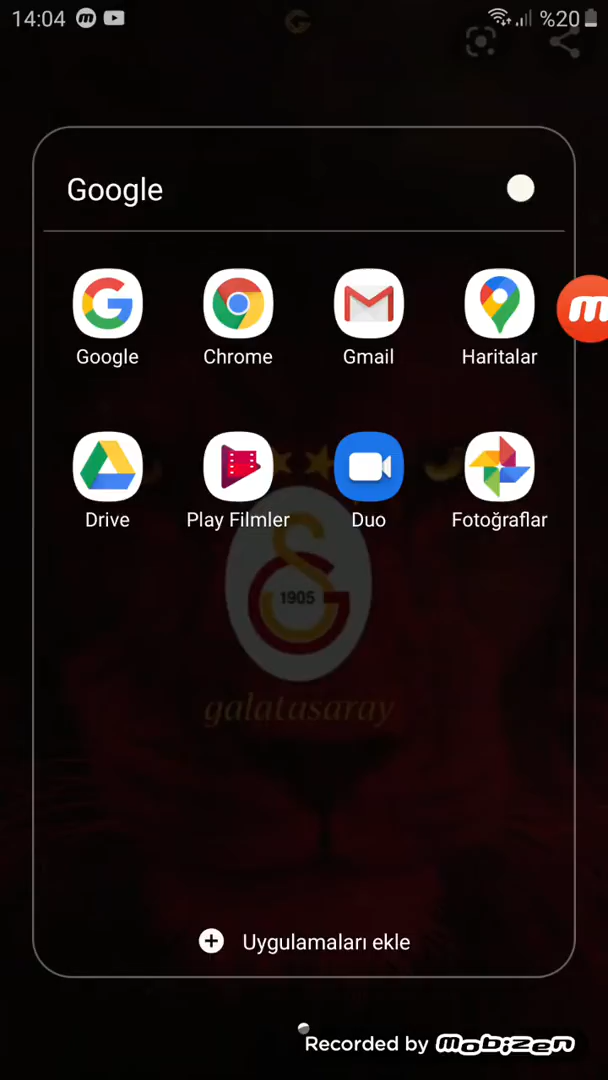 14:04 %20
Google
Google Chrome Gmail Haritalar
Drive Play Filmler Duo Fotoğraflar
1905
galatasaray
Uygulamaları ekle
Recorded by mobizen